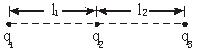 l₁ l₂
q₁ q₂ q₃